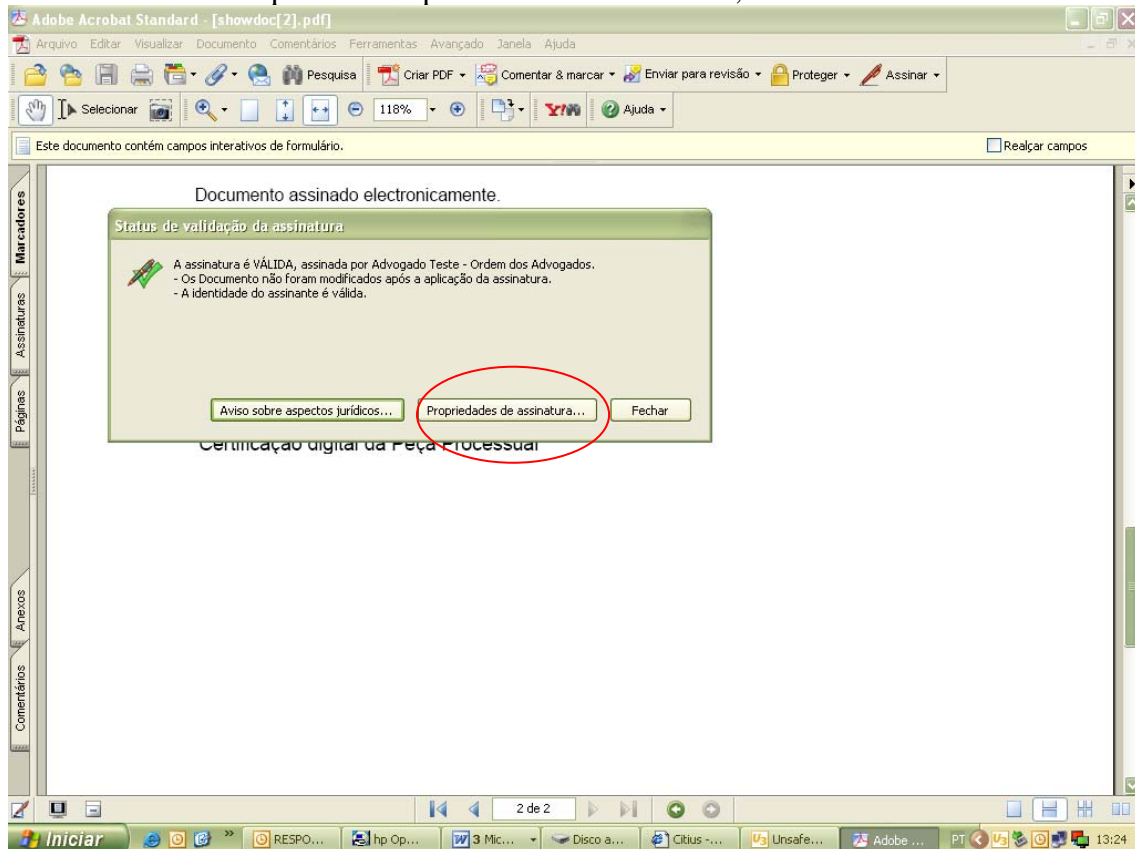 Adobe Acrobat Standard - [showdoc[2].pdf]
Arquivo Editar Visualizar Documento Comentários Ferramentas Avançado Janela Ajuda
Pesquisa Criar PDF Comentar & marcar Enviar para revisão Proteger Assinar
Selecionar 118% Y! Ajuda
Este documento contém campos interativos de formulário. Realçar campos
Marcadores
Assinaturas
Páginas
Anexos
Comentários
Documento assinado electronicamente.
Status de validação da assinatura
A assinatura é VÁLIDA, assinada por Advogado Teste - Ordem dos Advogados.
- Os Documento não foram modificados após a aplicação da assinatura.
- A identidade do assinante é válida.
Aviso sobre aspectos jurídicos... Propriedades de assinatura... Fechar
Certificação digital da Peça Processual
2 de 2
Iniciar » RESPO... hp Op... 3 Mic... Disco a... Citius -... Unsafe... Adobe ... PT 13:24